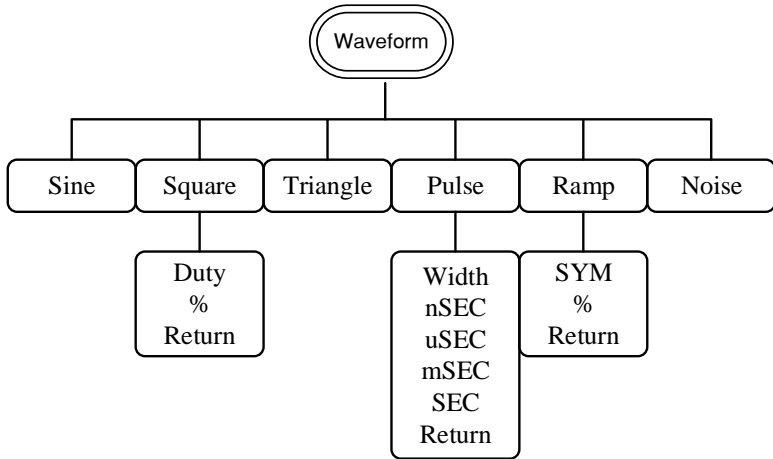 Waveform
Sine
Square
Triangle
Pulse
Ramp
Noise
Duty
%
Return
Width
nSEC
uSEC
mSEC
SEC
Return
SYM
%
Return